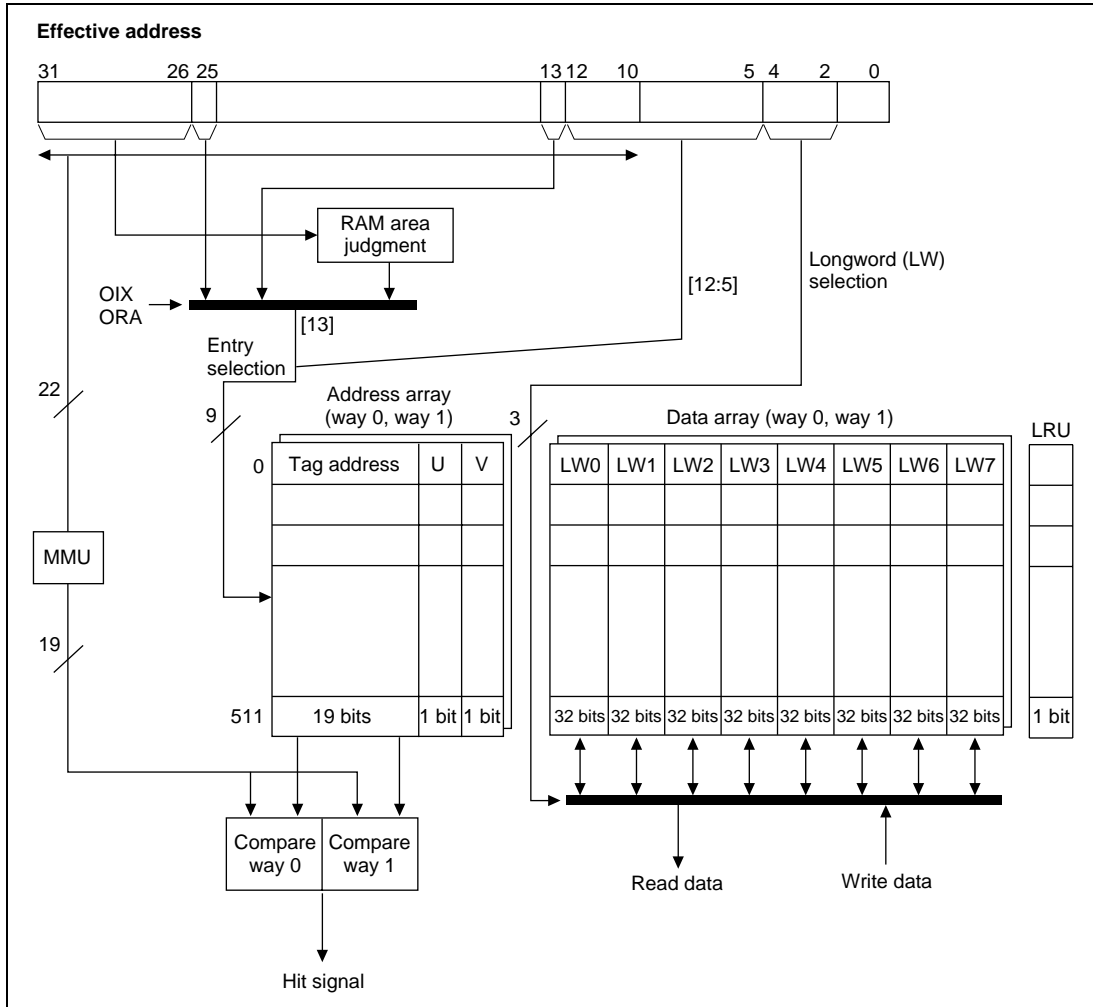 Effective address
31 26 25 13 12 10 5 4 2 0
RAM area
judgment
Longword (LW)
selection
OIX
ORA
[12:5]
[13]
Entry
selection
22
9
Address array
(way 0, way 1)
3
Data array (way 0, way 1)
LRU
0 Tag address U V LW0 LW1 LW2 LW3 LW4 LW5 LW6 LW7
MMU
19
511 19 bits 1 bit 1 bit 32 bits 32 bits 32 bits 32 bits 32 bits 32 bits 32 bits 32 bits 1 bit
Compare
way 0
Compare
way 1
Read data
Write data
Hit signal